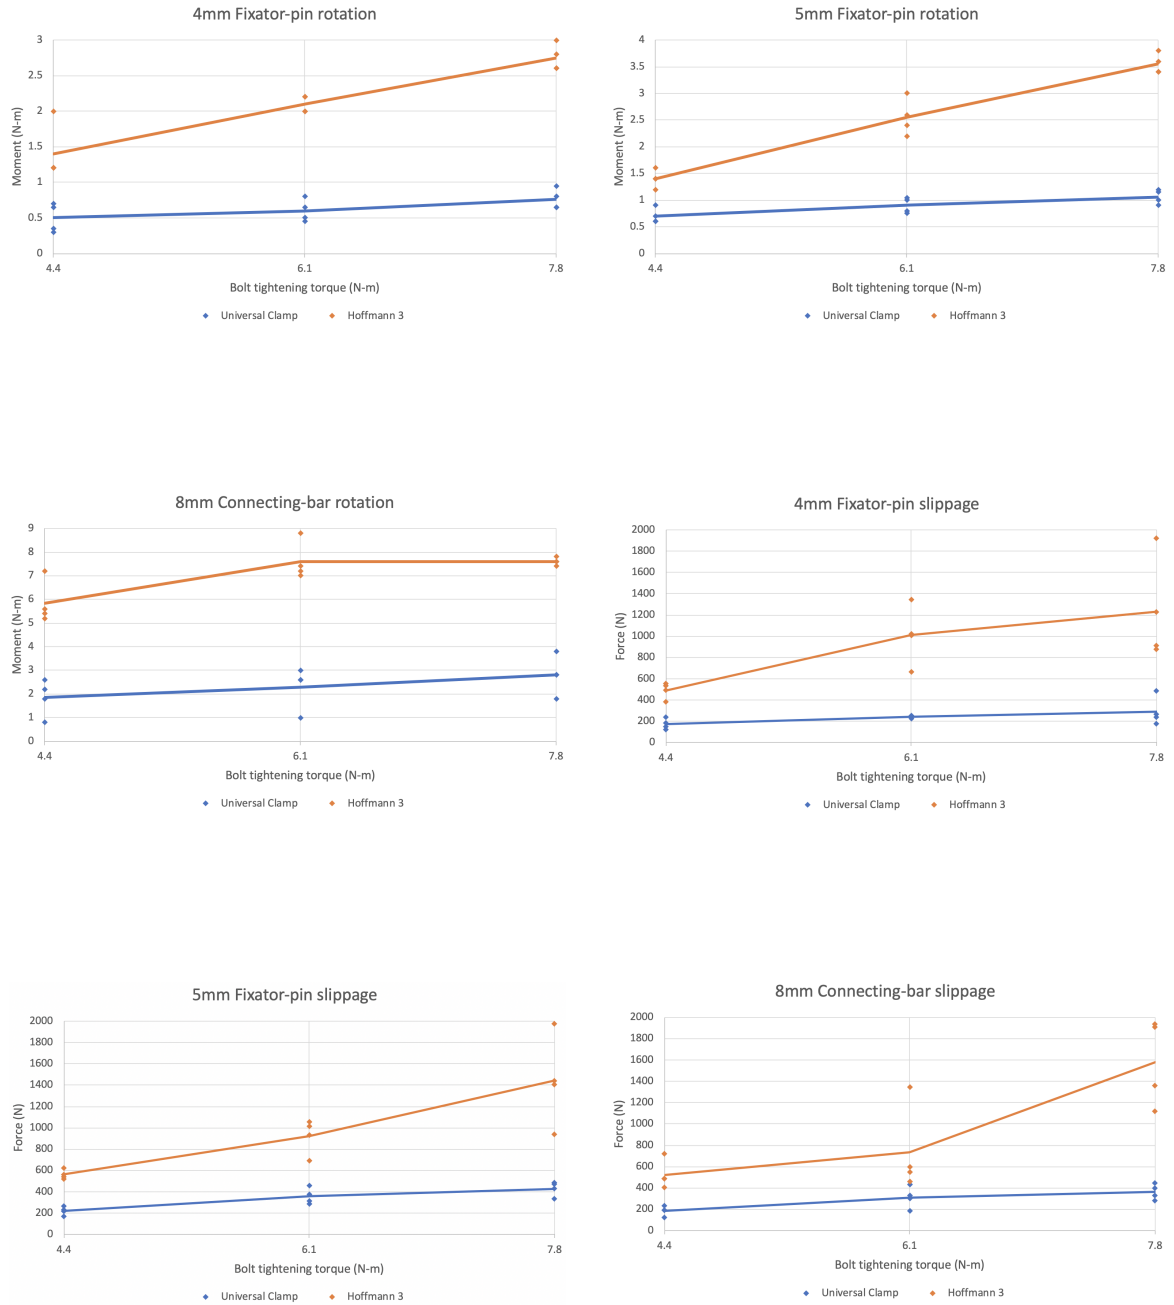 4mm Fixator-pin rotation
3
2.5
2
1.5
1
0.5
0
Moment (N-m)
4.4 6.1 7.8
Bolt tightening torque (N-m)
Universal Clamp Hoffmann 3
5mm Fixator-pin rotation
4
3.5
3
2.5
2
1.5
1
0.5
0
Moment (N-m)
4.4 6.1 7.8
Bolt tightening torque (N-m)
Universal Clamp Hoffmann 3
8mm Connecting-bar rotation
9
8
7
6
5
4
3
2
1
0
Moment (N-m)
4.4 6.1 7.8
Bolt tightening torque (N-m)
Universal Clamp Hoffmann 3
4mm Fixator-pin slippage
2000
1800
1600
1400
1200
1000
800
600
400
200
0
Force (N)
4.4 6.1 7.8
Bolt tightening torque (N-m)
Universal Clamp Hoffmann 3
5mm Fixator-pin slippage
2000
1800
1600
1400
1200
1000
800
600
400
200
0
Force (N)
4.4 6.1 7.8
Bolt tightening torque (N-m)
Universal Clamp Hoffmann 3
8mm Connecting-bar slippage
2000
1800
1600
1400
1200
1000
800
600
400
200
0
Force (N)
4.4 6.1 7.8
Bolt tightening torque (N-m)
Universal Clamp Hoffmann 3